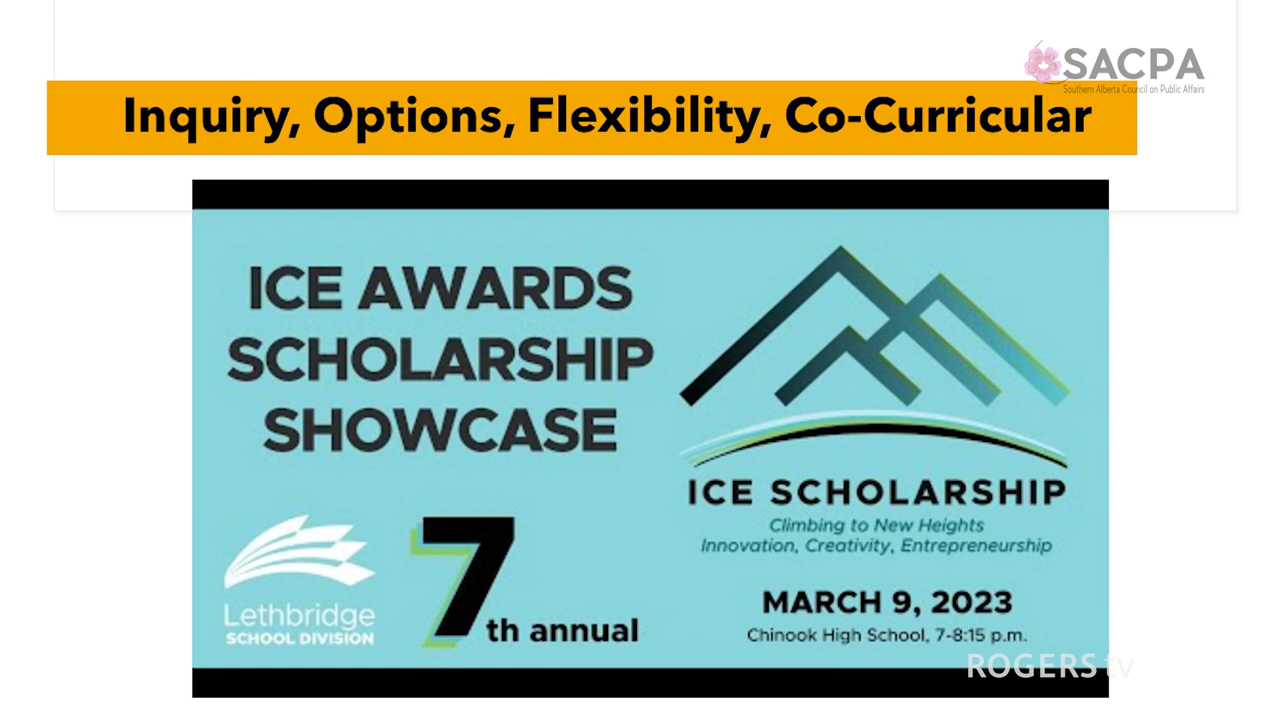 SACPA
Southern Alberta Council on Public Affairs
Inquiry, Options, Flexibility, Co-Curricular
ICE AWARDS
SCHOLARSHIP
SHOWCASE
ICE SCHOLARSHIP
Climbing to New Heights
Innovation, Creativity, Entrepreneurship
Lethbridge
SCHOOL DIVISION
7th annual
MARCH 9, 2023
Chinook High School, 7-8:15 p.m.
ROGERS tv